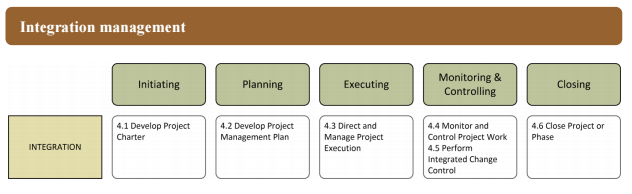 Integration management
Initiating
Planning
Executing
Monitoring &
Controlling
Closing
INTEGRATION
4.1 Develop Project
Charter
4.2 Develop Project
Management Plan
4.3 Direct and
Manage Project
Execution
4.4 Monitor and
Control Project Work
4.5 Perform
Integrated Change
Control
4.6 Close Project or
Phase